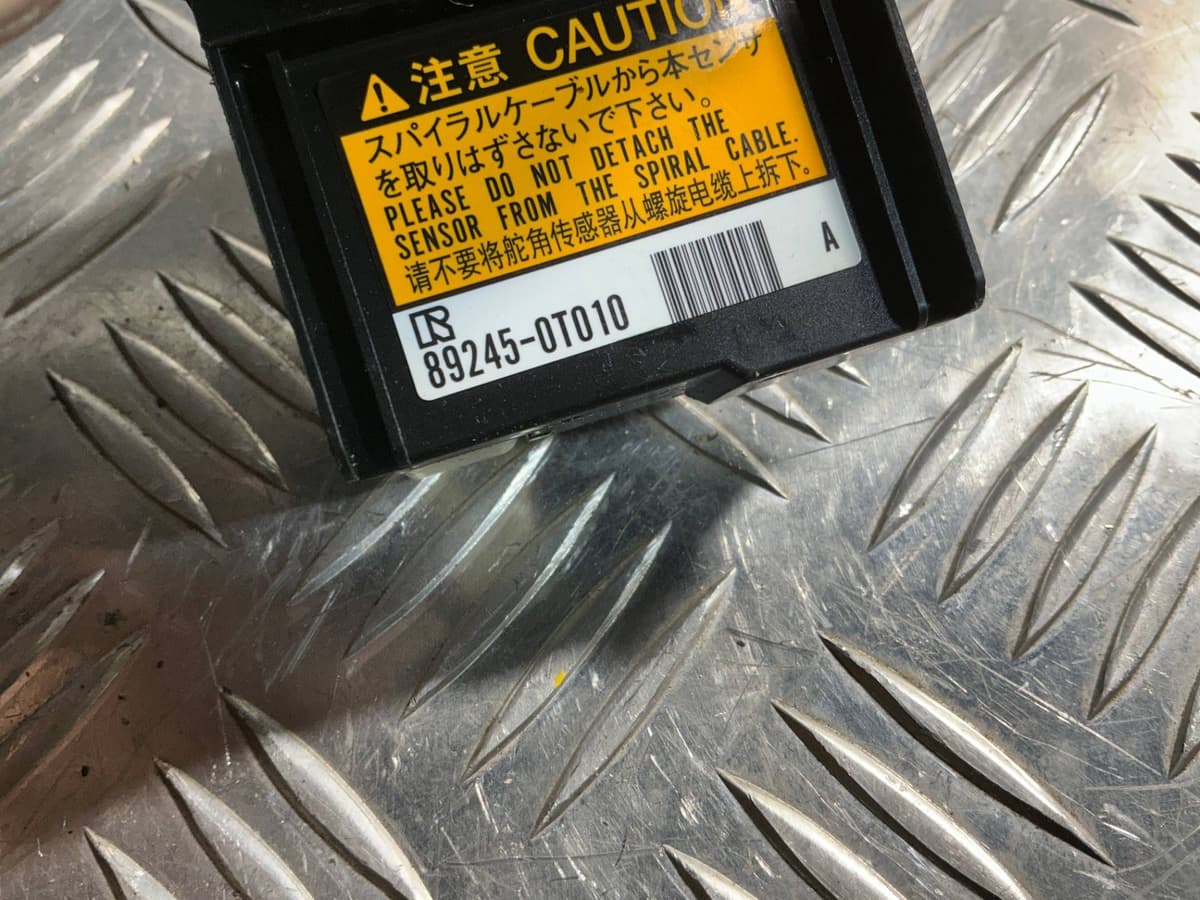 注意 CAUTION
スパイラルケーブルから本センサ
を取りはずさないで下さい。
PLEASE DO NOT DETACH THE
SENSOR FROM THE SPIRAL CABLE.
请不要将舵角传感器从螺旋电缆上拆下。
89245-0T010
A